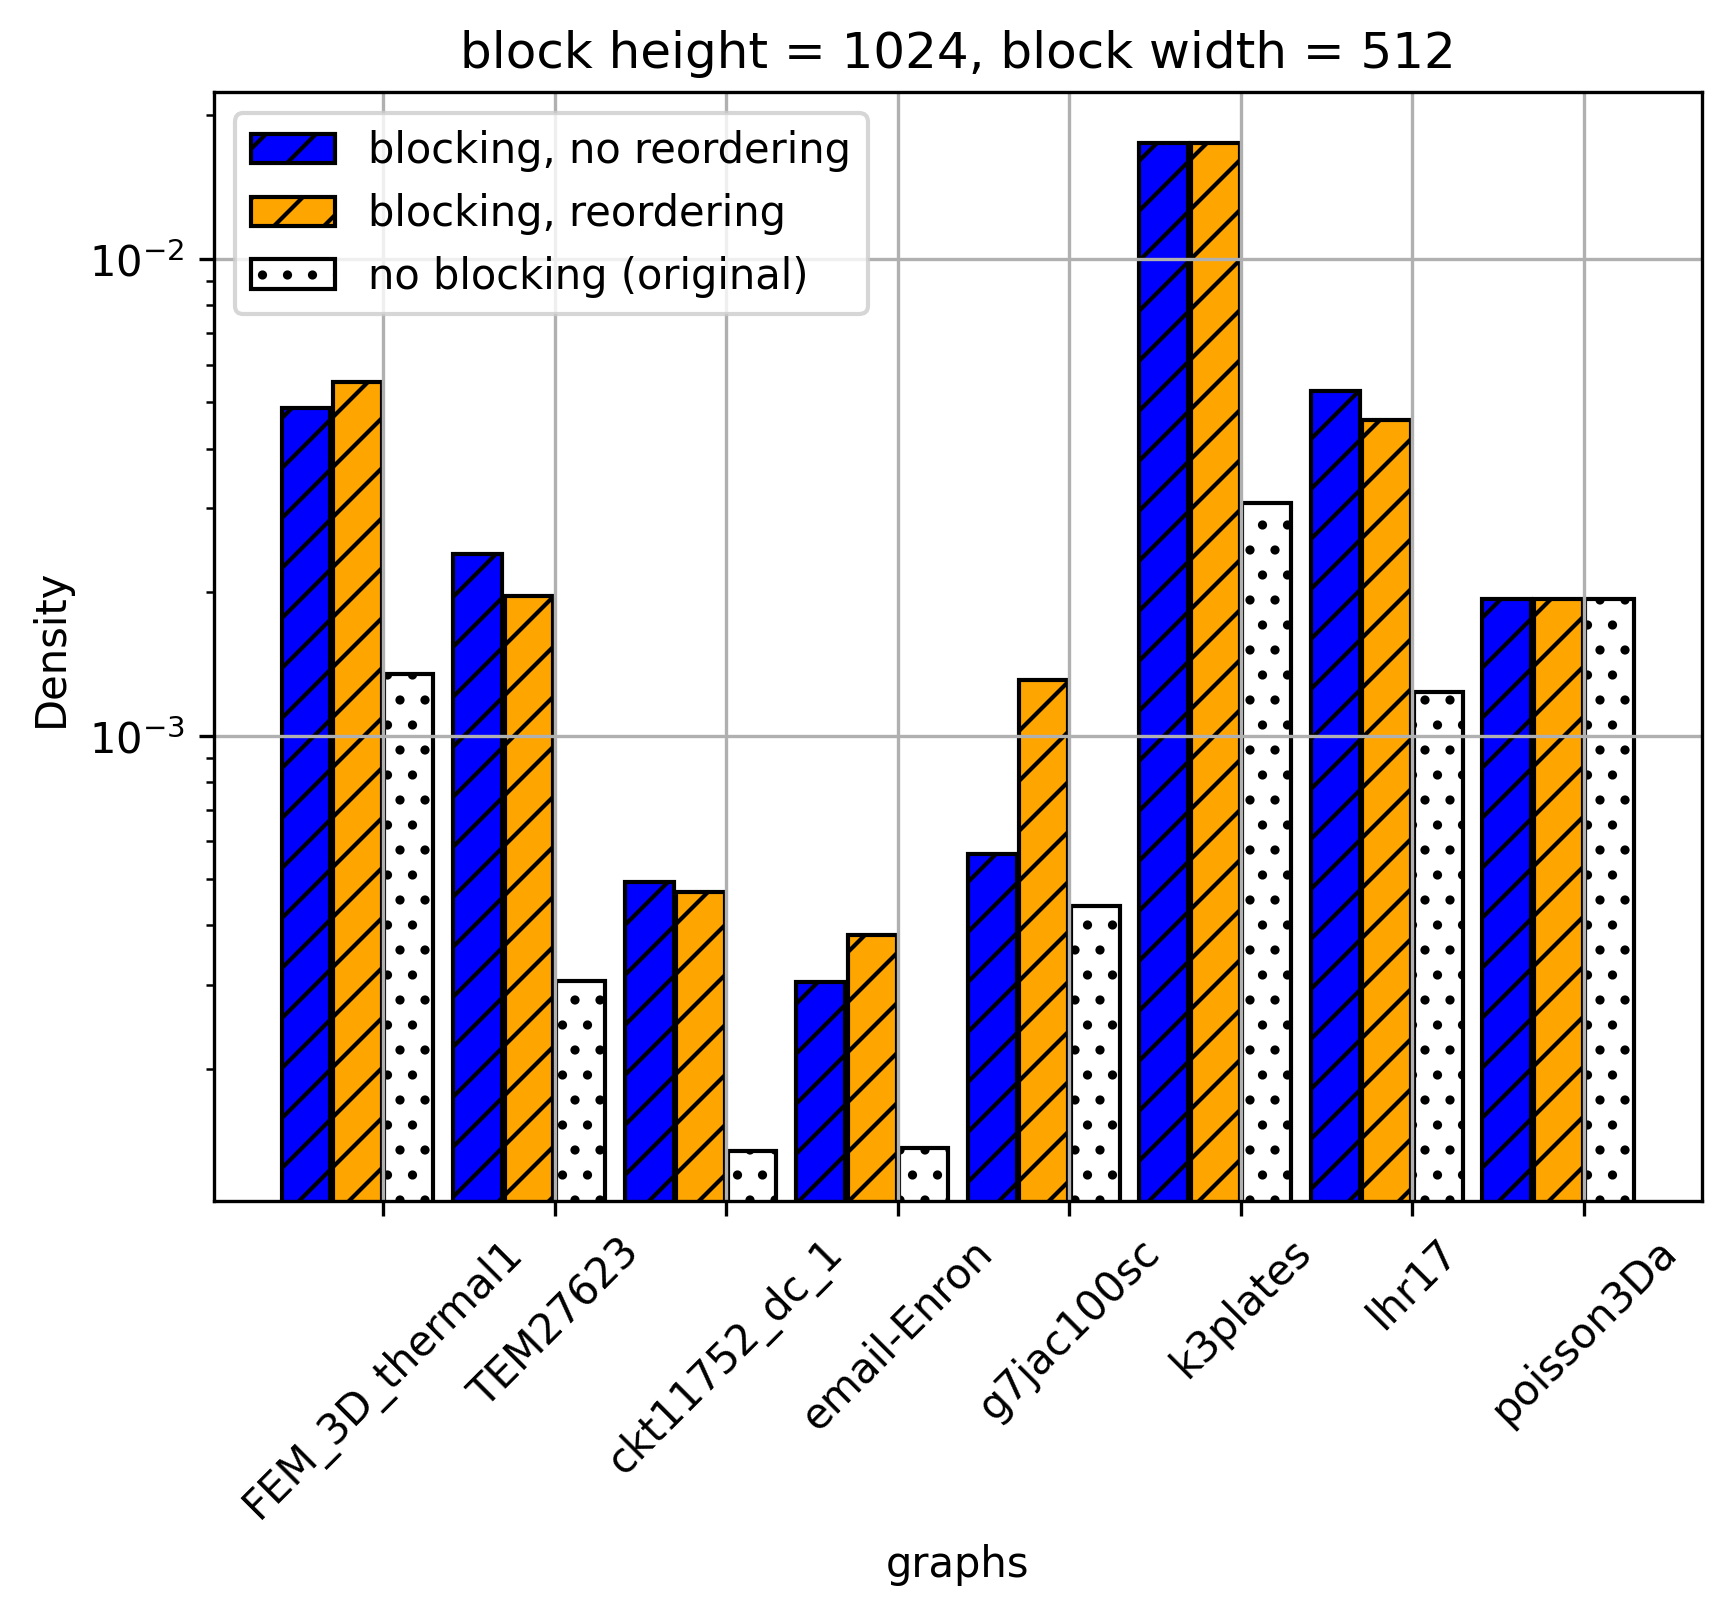 block height = 1024, block width = 512
blocking, no reordering
blocking, reordering
no blocking (original)
Density
10⁻²
10⁻³
FEM_3D_thermal1
TEM27623
ckt11752_dc_1
email-Enron
g7jac100sc
k3plates
lhr17
poisson3Da
graphs